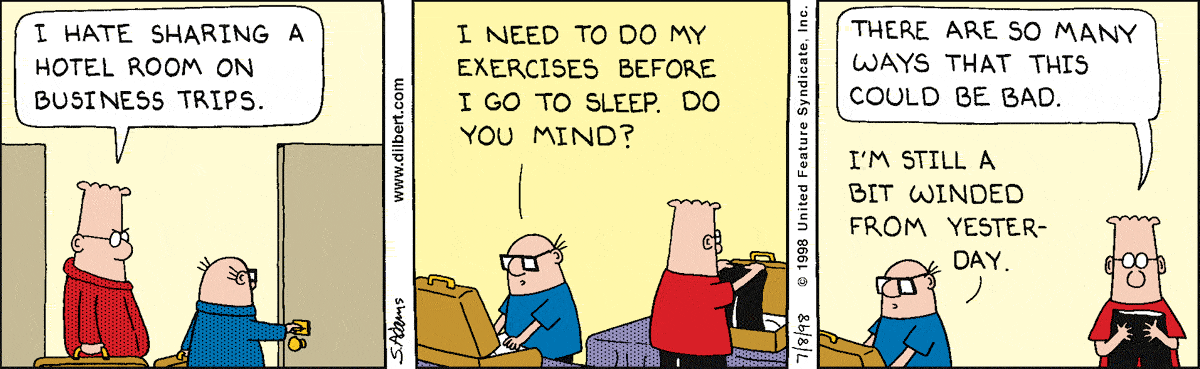 I HATE SHARING A
HOTEL ROOM ON
BUSINESS TRIPS.
www.dilbert.com
S.Adams
I NEED TO DO MY
EXERCISES BEFORE
I GO TO SLEEP. DO
YOU MIND?
7/8/98 © 1998 United Feature Syndicate, Inc.
THERE ARE SO MANY
WAYS THAT THIS
COULD BE BAD.
I'M STILL A
BIT WINDED
FROM YESTER-
DAY.